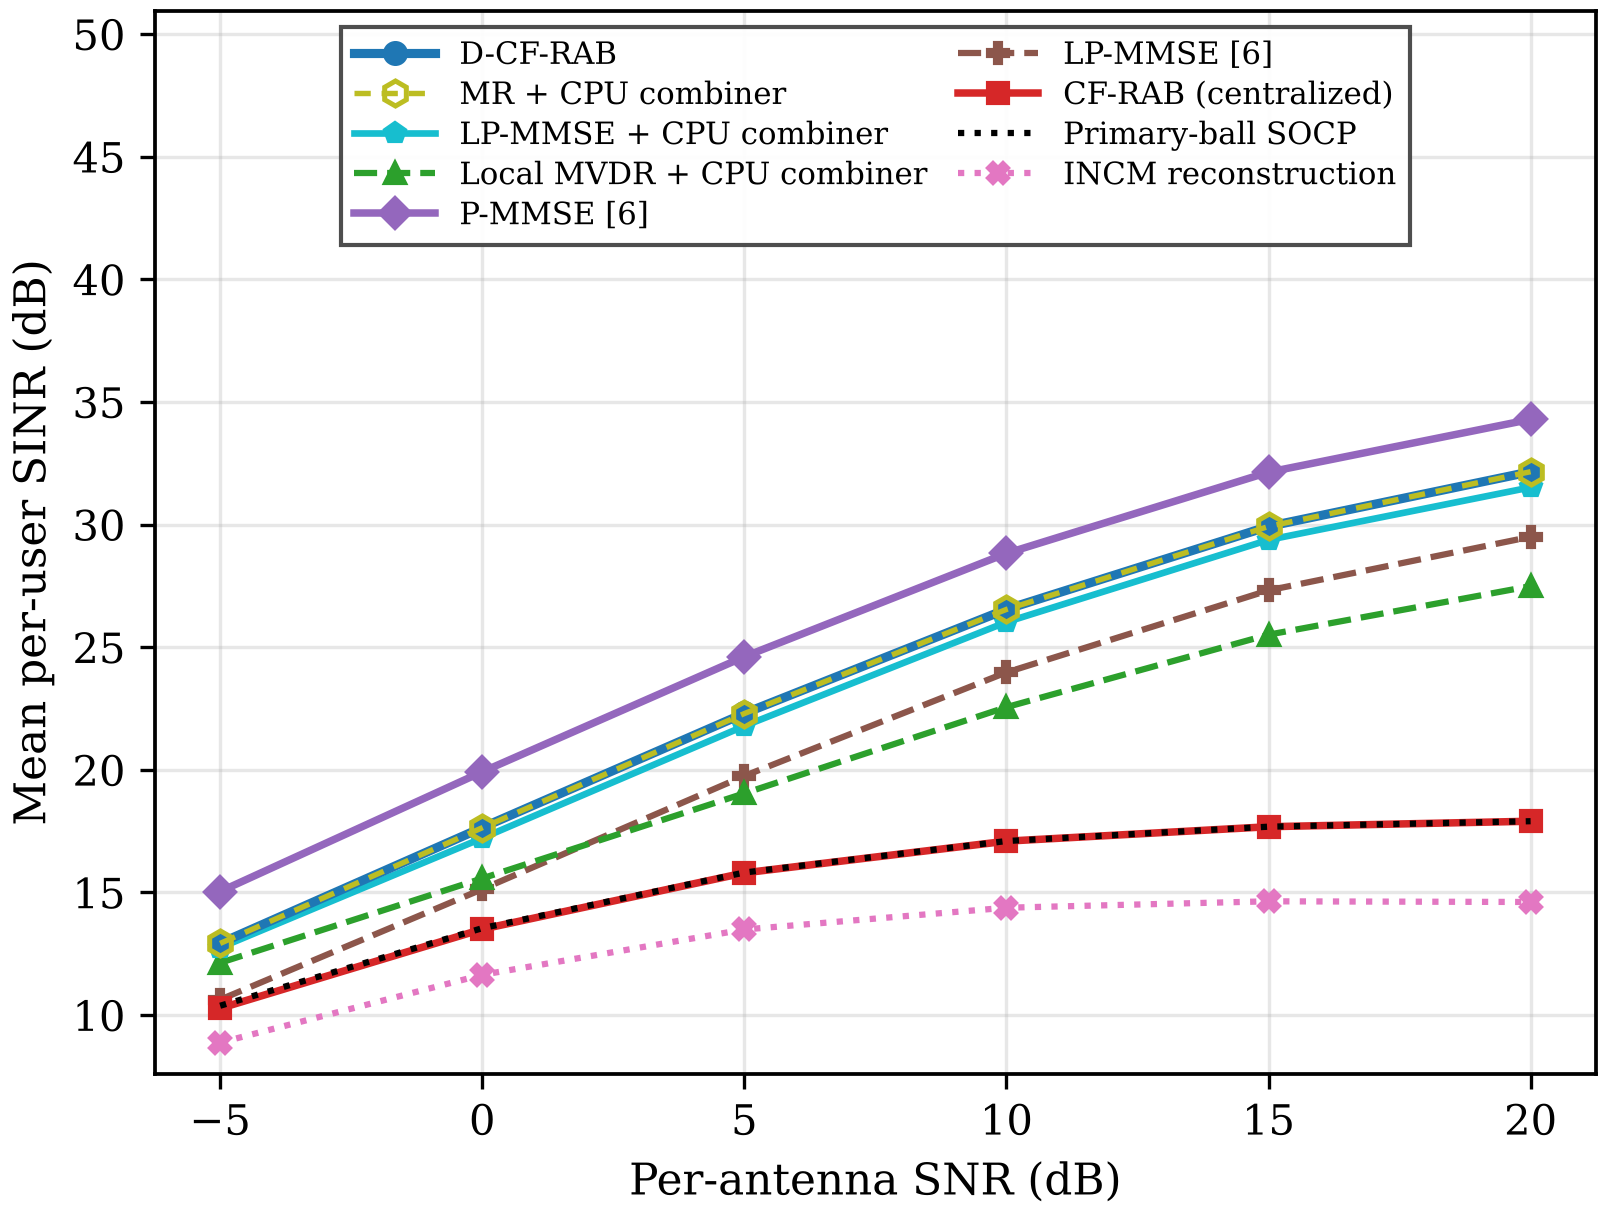 50
45
40
35
30
25
20
15
10
Mean per-user SINR (dB)
D-CF-RAB
MR + CPU combiner
LP-MMSE + CPU combiner
Local MVDR + CPU combiner
P-MMSE [6]
LP-MMSE [6]
CF-RAB (centralized)
Primary-ball SOCP
INCM reconstruction
−5 0 5 10 15 20
Per-antenna SNR (dB)